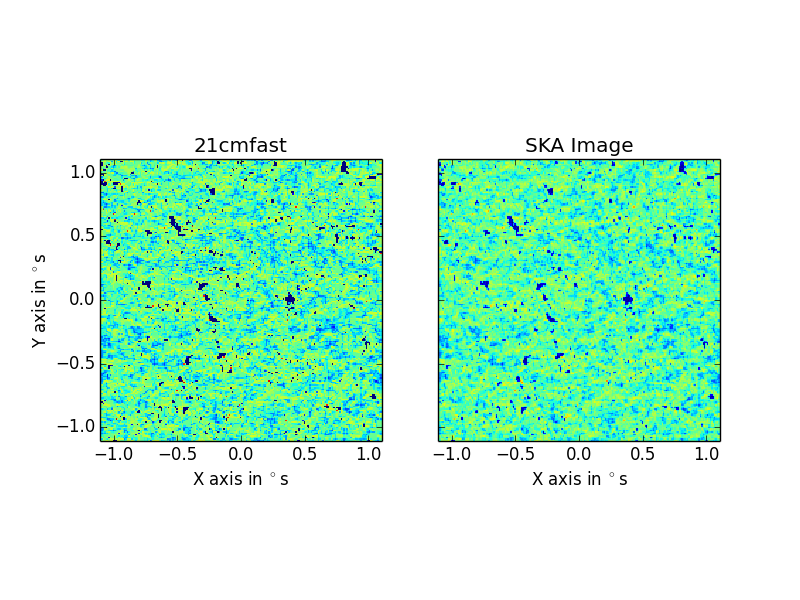 21cmfast
SKA Image
1.0
0.5
0.0
−0.5
−1.0
Y axis in °s
−1.0 −0.5 0.0 0.5 1.0
−1.0 −0.5 0.0 0.5 1.0
X axis in °s
X axis in °s